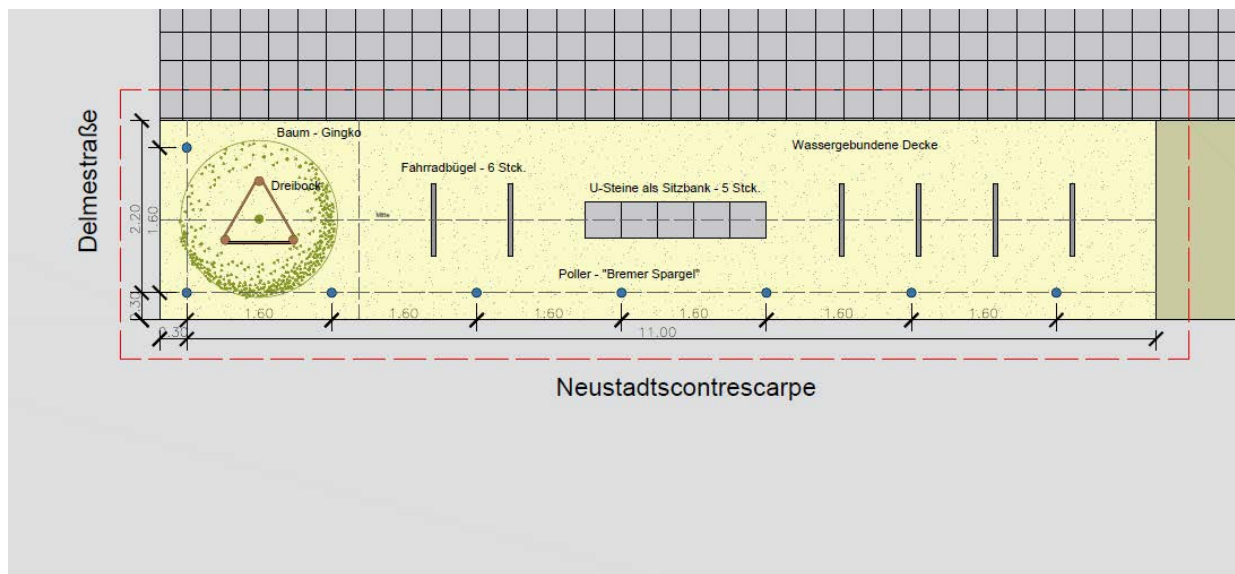 Delmestraße
Baum - Gingko
Dreibock
Fahrradbügel - 6 Stck.
U-Steine als Sitzbank - 5 Stck.
Wassergebundene Decke
Mitte
2.20
1.60
0.30
Poller - "Bremer Spargel"
1.60
1.60
1.60
1.60
1.60
1.60
0.30
11.00
Neustadtscontrescarpe